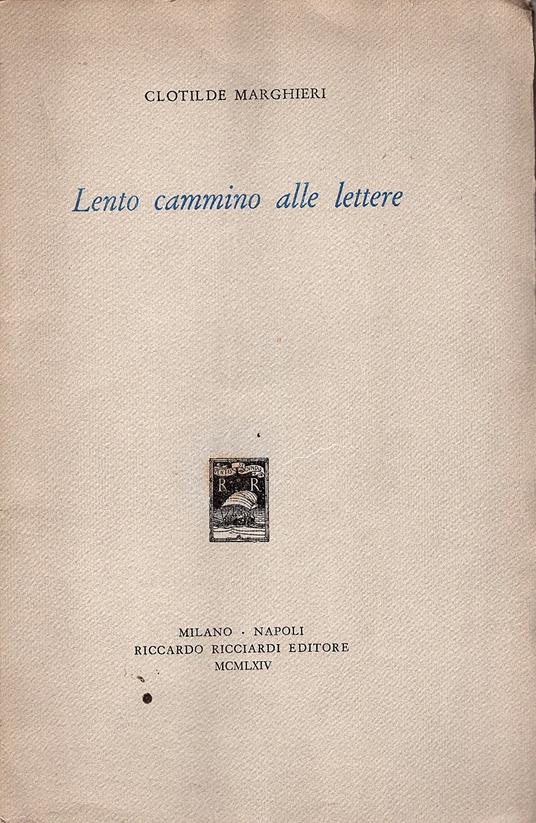 CLOTILDE MARGHIERI
Lento cammino alle lettere
R R
MILANO · NAPOLI
RICCARDO RICCIARDI EDITORE
MCMLXIV